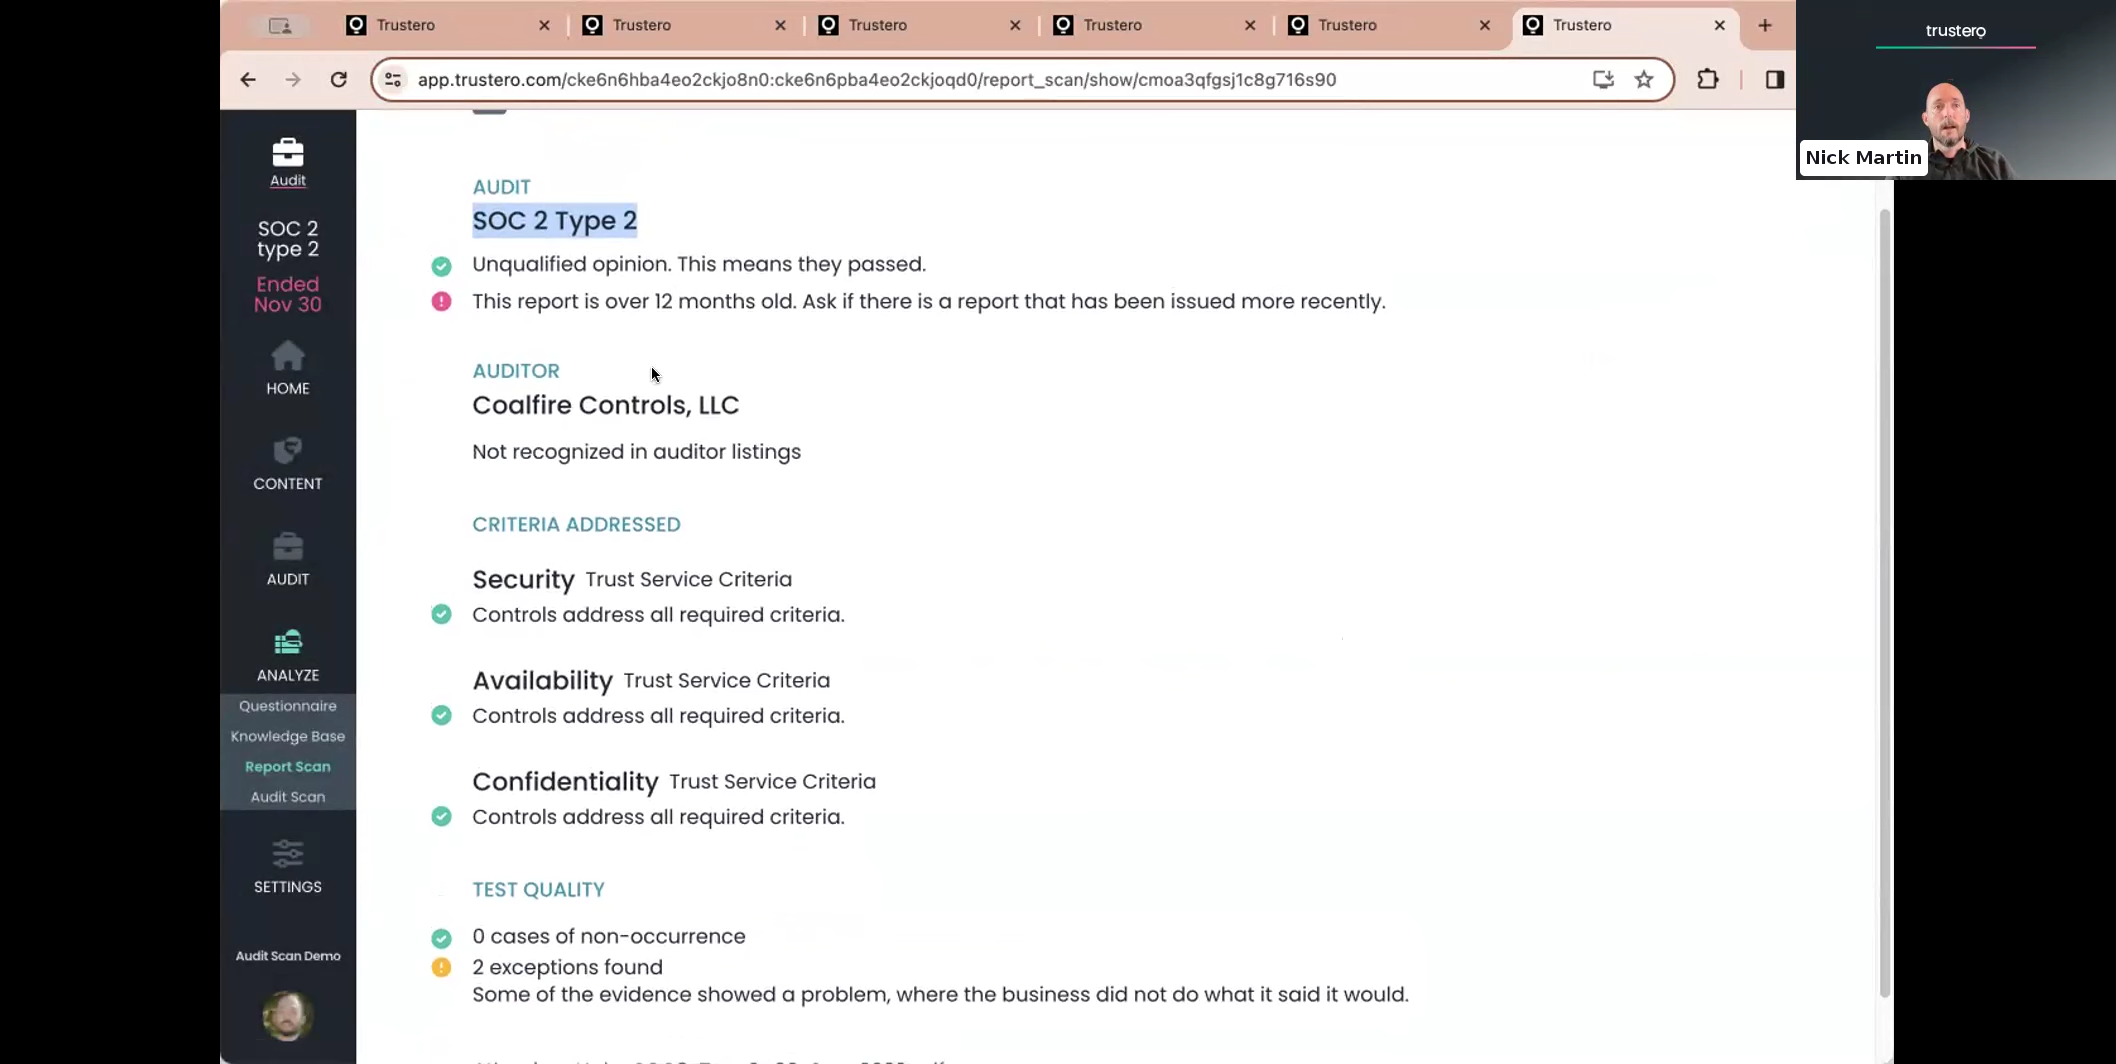 Trustero
Trustero
Trustero
Trustero
Trustero
Trustero
app.trustero.com/cke6n6hba4eo2ckjo8n0:cke6n6pba4eo2ckjoqd0/report_scan/show/cmoa3qfgsj1c8g716s90
trustero
Nick Martin
Audit
SOC 2
type 2
Ended
Nov 30
HOME
CONTENT
AUDIT
ANALYZE
Questionnaire
Knowledge Base
Report Scan
Audit Scan
SETTINGS
Audit Scan Demo
AUDIT
SOC 2 Type 2
Unqualified opinion. This means they passed.
This report is over 12 months old. Ask if there is a report that has been issued more recently.
AUDITOR
Coalfire Controls, LLC
Not recognized in auditor listings
CRITERIA ADDRESSED
Security Trust Service Criteria
Controls address all required criteria.
Availability Trust Service Criteria
Controls address all required criteria.
Confidentiality Trust Service Criteria
Controls address all required criteria.
TEST QUALITY
0 cases of non-occurrence
2 exceptions found
Some of the evidence showed a problem, where the business did not do what it said it would.